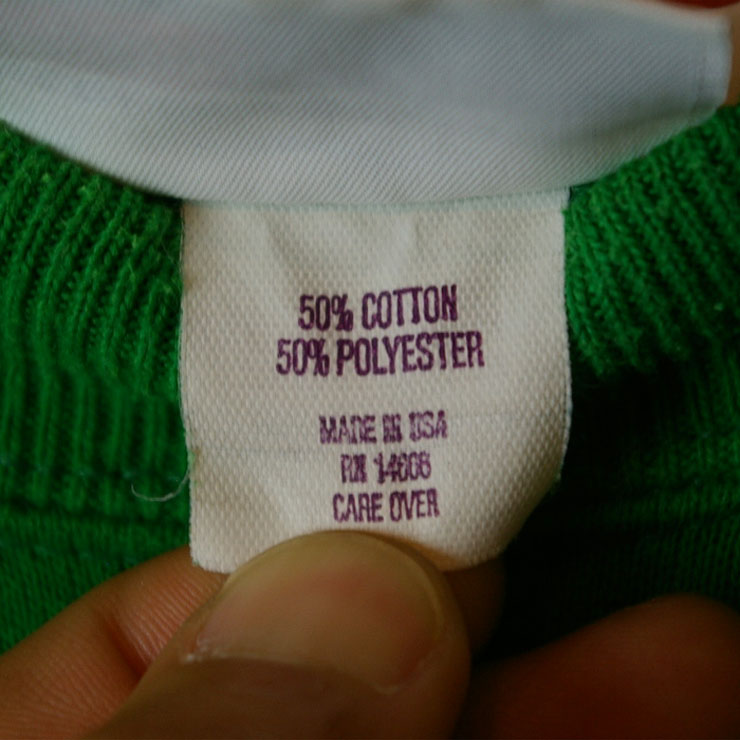 50% COTTON
50% POLYESTER
MADE IN USA
RN 14806
CARE OVER